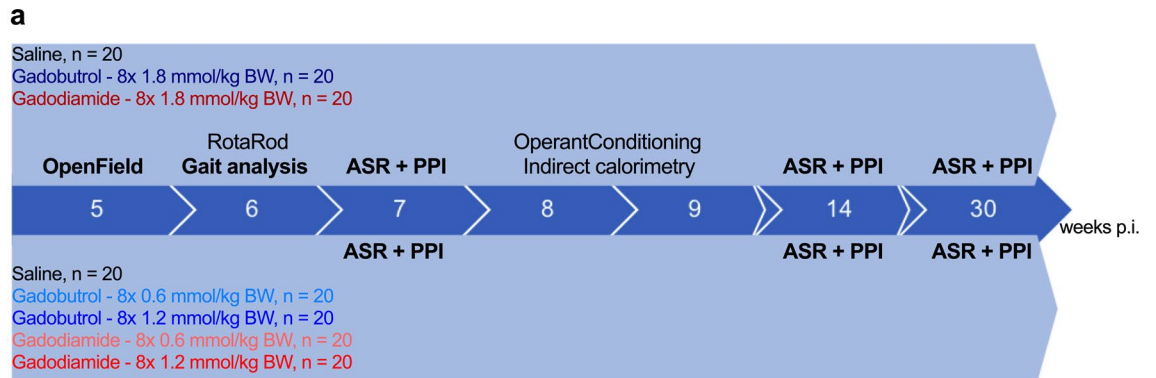 a
Saline, n = 20
Gadobutrol - 8x 1.8 mmol/kg BW, n = 20
Gadodiamide - 8x 1.8 mmol/kg BW, n = 20
RotaRod
OperantConditioning
OpenField
Gait analysis
ASR + PPI
Indirect calorimetry
ASR + PPI
ASR + PPI
5
6
7
8
9
14
30
weeks p.i.
ASR + PPI
ASR + PPI
ASR + PPI
Saline, n = 20
Gadobutrol - 8x 0.6 mmol/kg BW, n = 20
Gadobutrol - 8x 1.2 mmol/kg BW, n = 20
Gadodiamide - 8x 0.6 mmol/kg BW, n = 20
Gadodiamide - 8x 1.2 mmol/kg BW, n = 20